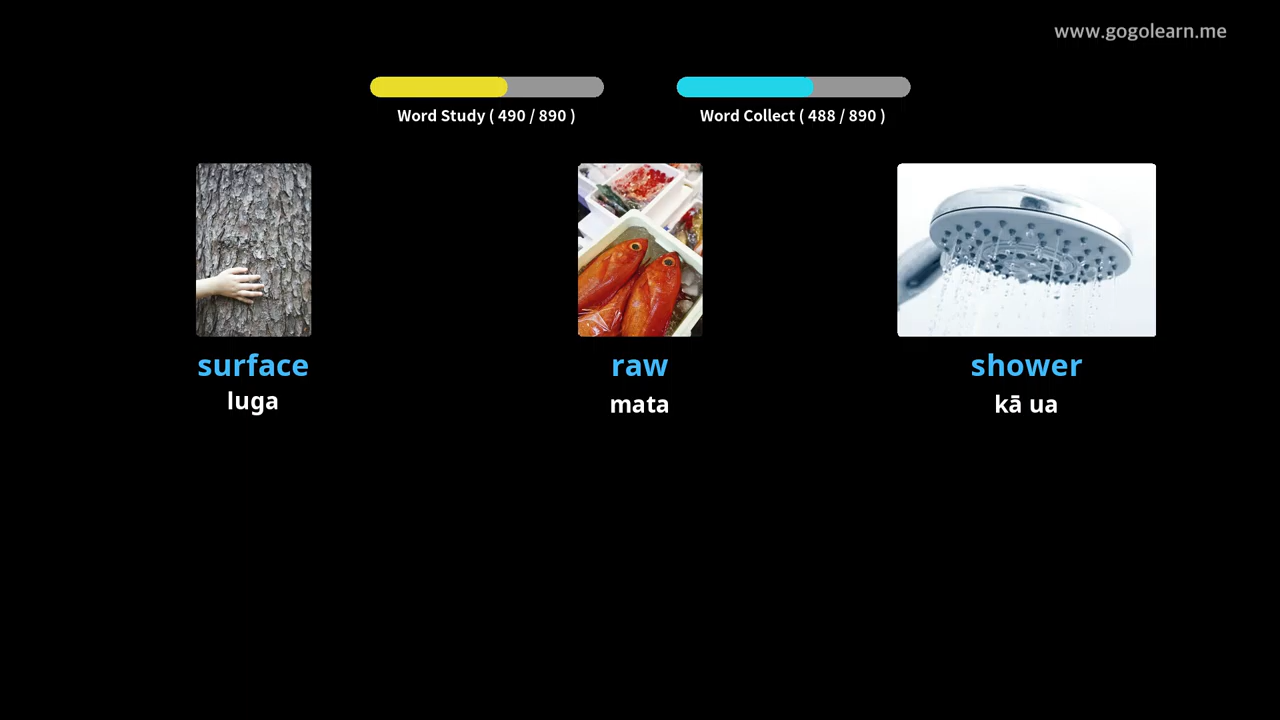 www.gogolearn.me
Word Study ( 490 / 890 )
Word Collect ( 488 / 890 )
surface
luga
raw
mata
shower
kā ua